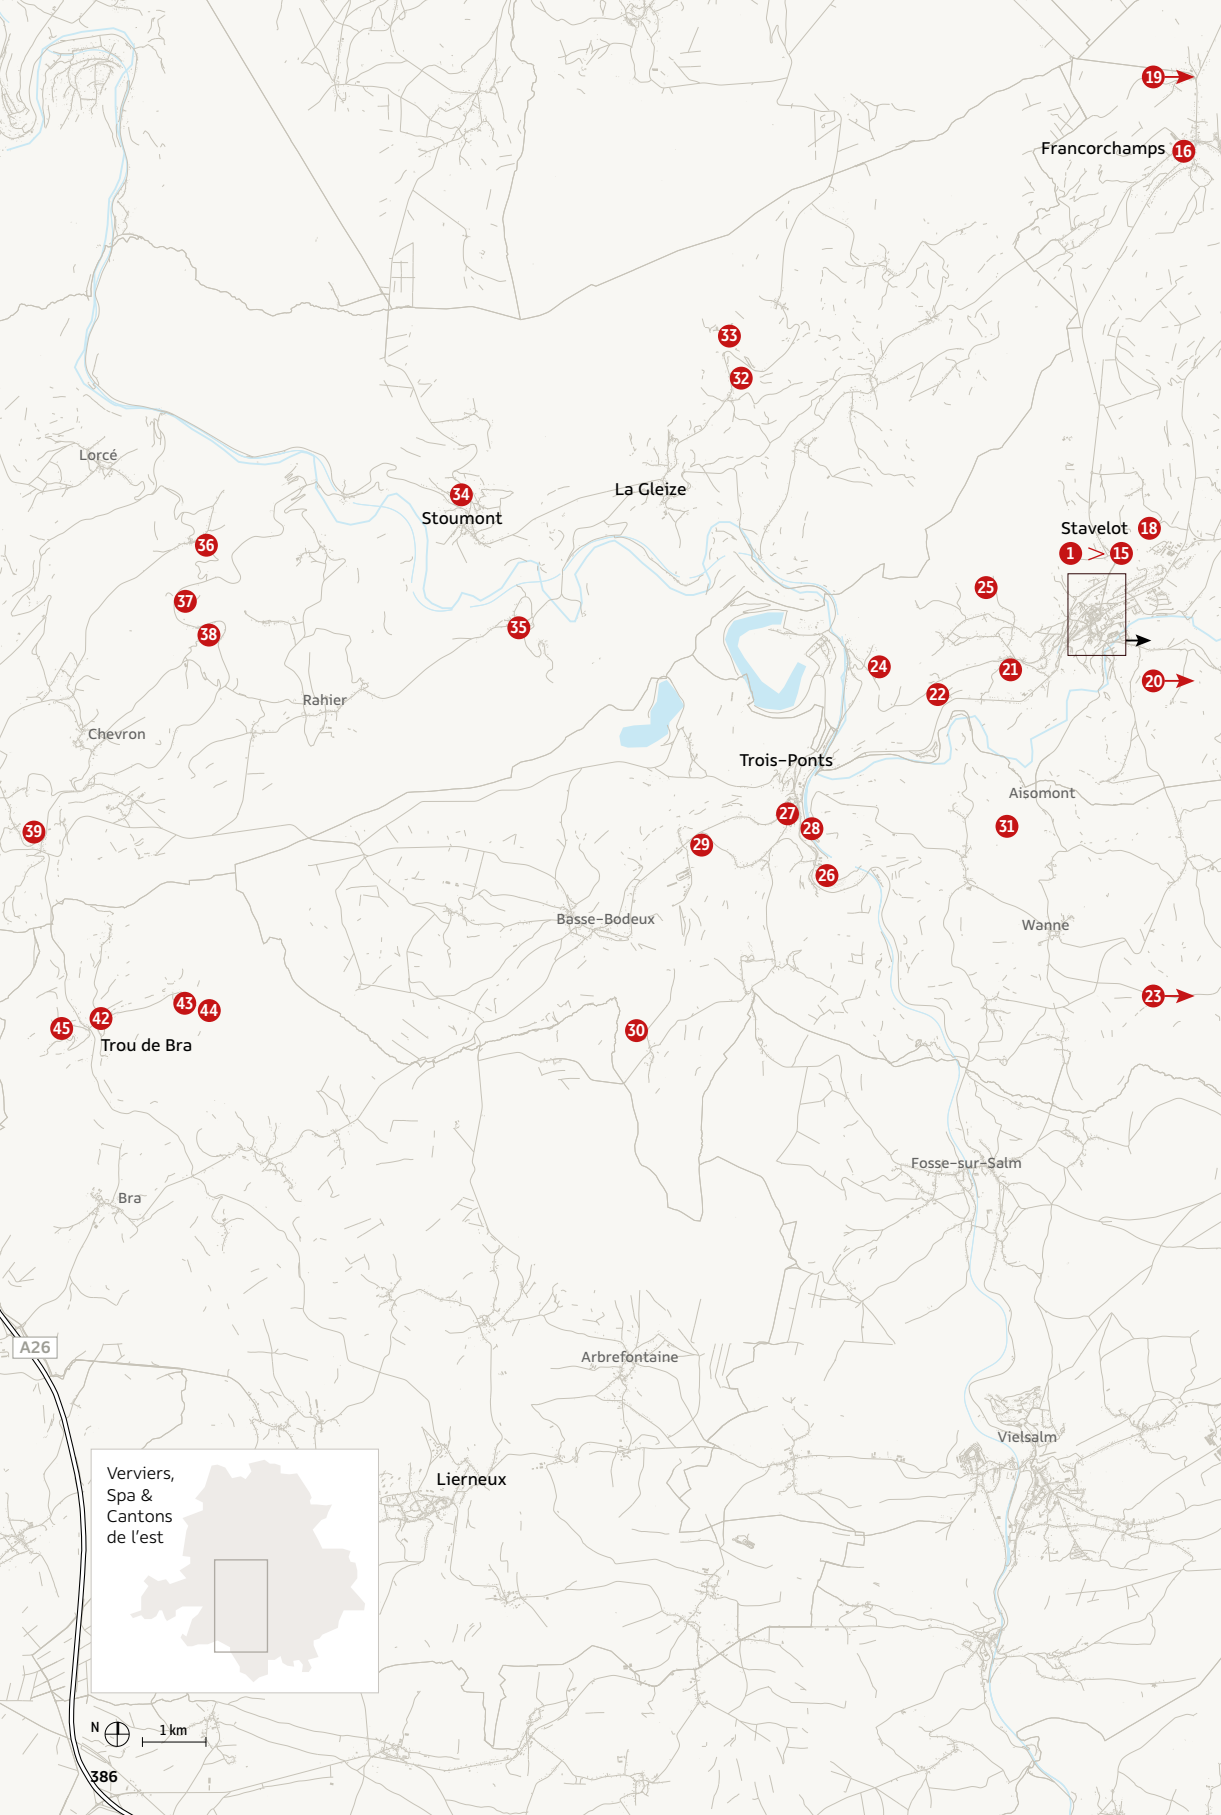 19
Francorchamps 16
33
32
Lorcé
La Gleize
34
Stoumont
Stavelot 18
1 > 15
36
25
37
35
38
24
21
20
22
Rahier
Chevron
Trois-Ponts
Aisomont
27
28
31
39
29
26
Basse-Bodeux
Wanne
23
43
44
42
45
30
Trou de Bra
Fosse-sur-Salm
Bra
A26
Arbrefontaine
Vielsalm
Lierneux
Verviers,
Spa &
Cantons
de l'est
N
1 km
386